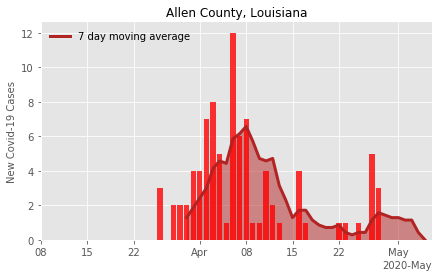 Allen County, Louisiana
7 day moving average
New Covid-19 Cases
12
10
8
6
4
2
0
08 15 22 Apr 08 15 22 May
2020-May